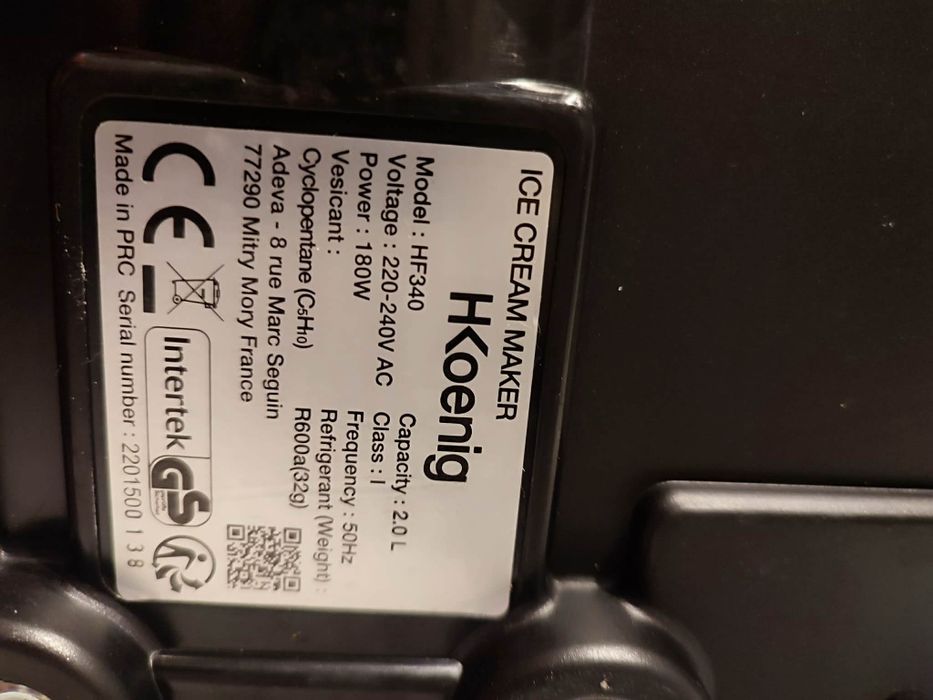 ICE CREAM MAKER
HKoenig
Model : HF340
Capacity : 2.0 L
Voltage : 220-240V AC
Class : I
Power : 180W
Frequency : 50Hz
Vesicant :
Refrigerant (Weight) :
Cyclopentane (C₅H₁₀)
R600a(32g)
Adeva - 8 rue Marc Seguin
77290 Mitry Mory France
CE
Intertek GS
Made in PRC Serial number : 2201500 1 3 8